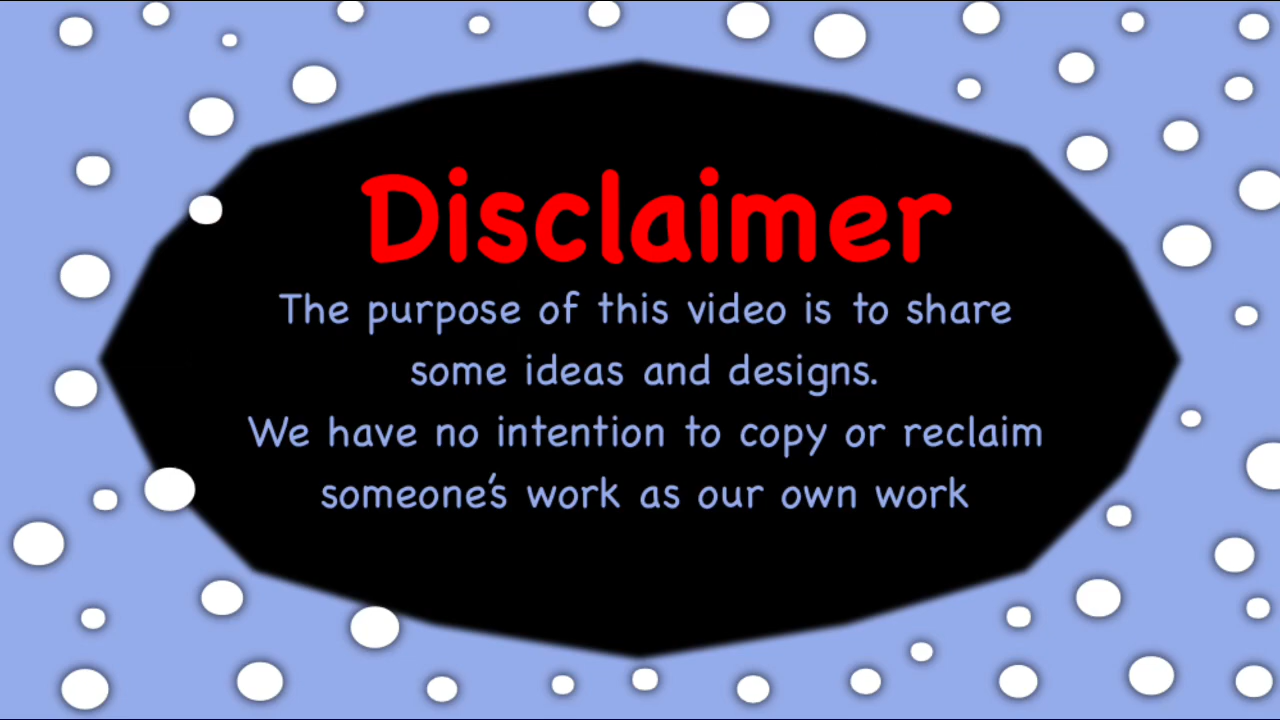 Disclaimer
The purpose of this video is to share
some ideas and designs.
We have no intention to copy or reclaim
someone's work as our own work